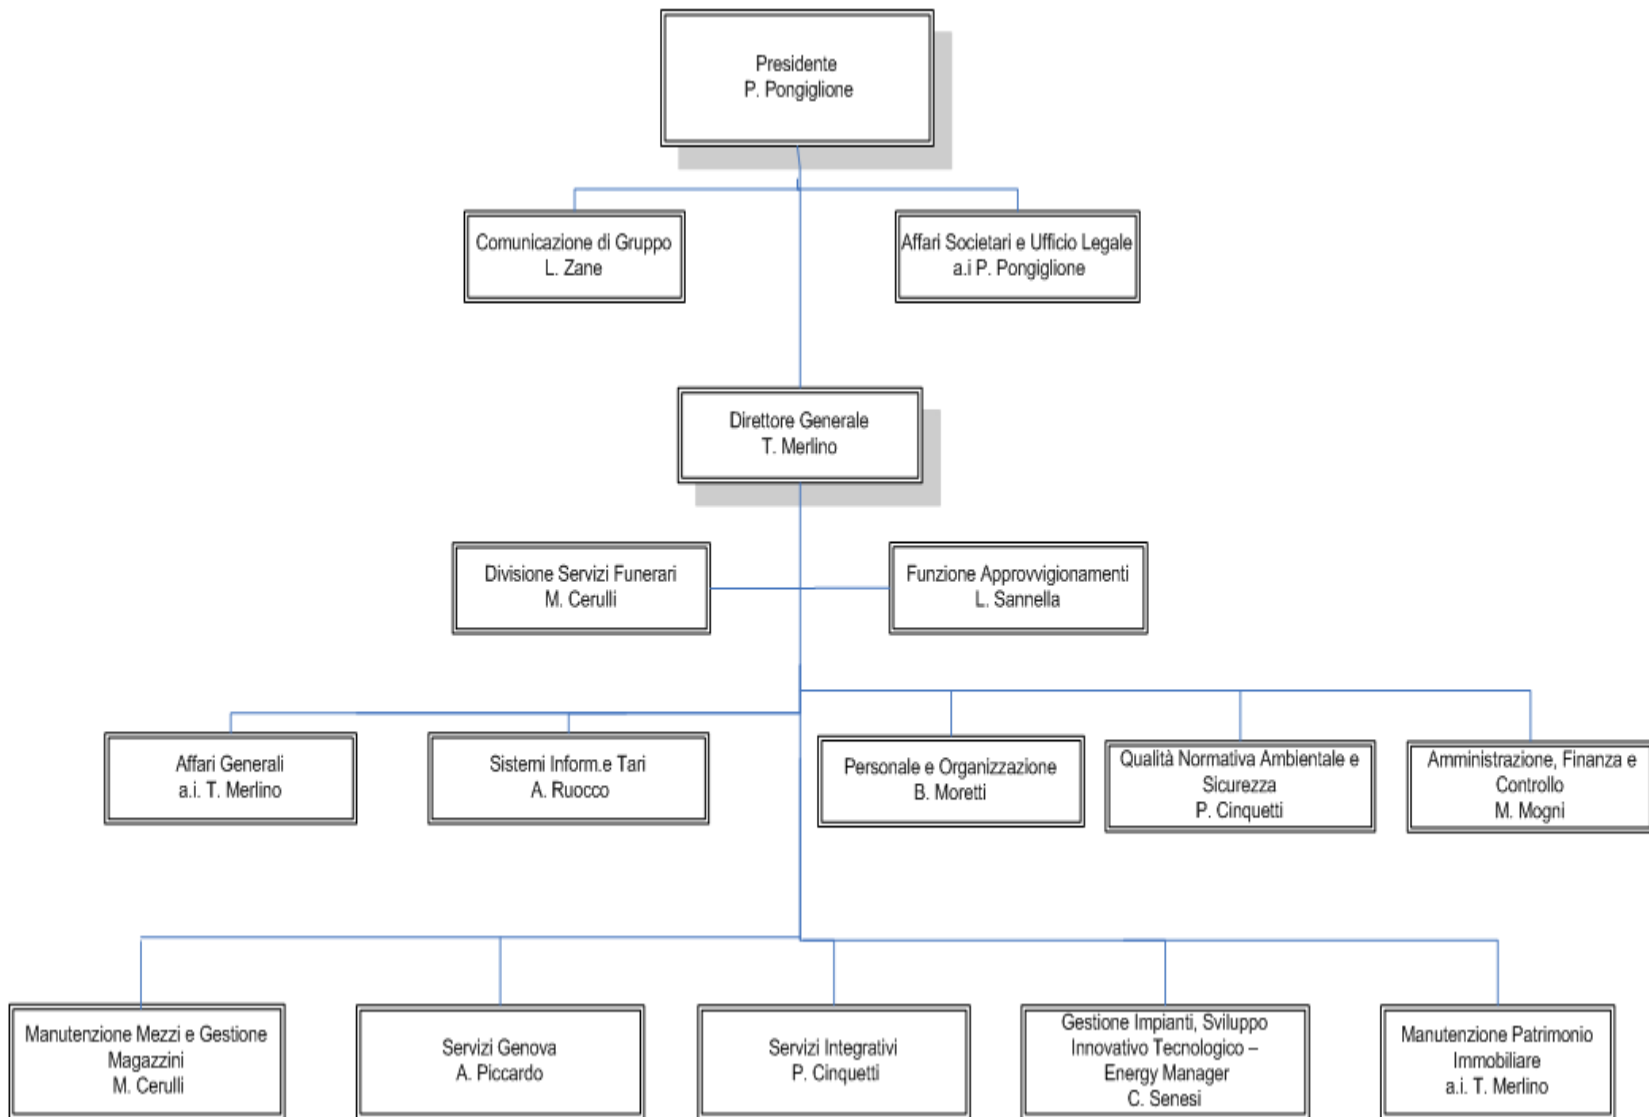 Presidente
P. Pongiglione
Comunicazione di Gruppo
L. Zane
Affari Societari e Ufficio Legale
a.i P. Pongiglione
Direttore Generale
T. Merlino
Divisione Servizi Funerari
M. Cerulli
Funzione Approvvigionamenti
L. Sannella
Affari Generali
a.i. T. Merlino
Sistemi Inform.e Tari
A. Ruocco
Personale e Organizzazione
B. Moretti
Qualità Normativa Ambientale e
Sicurezza
P. Cinquetti
Amministrazione, Finanza e
Controllo
M. Mogni
Manutenzione Mezzi e Gestione
Magazzini
M. Cerulli
Servizi Genova
A. Piccardo
Servizi Integrativi
P. Cinquetti
Gestione Impianti, Sviluppo
Innovativo Tecnologico –
Energy Manager
C. Senesi
Manutenzione Patrimonio
Immobiliare
a.i. T. Merlino